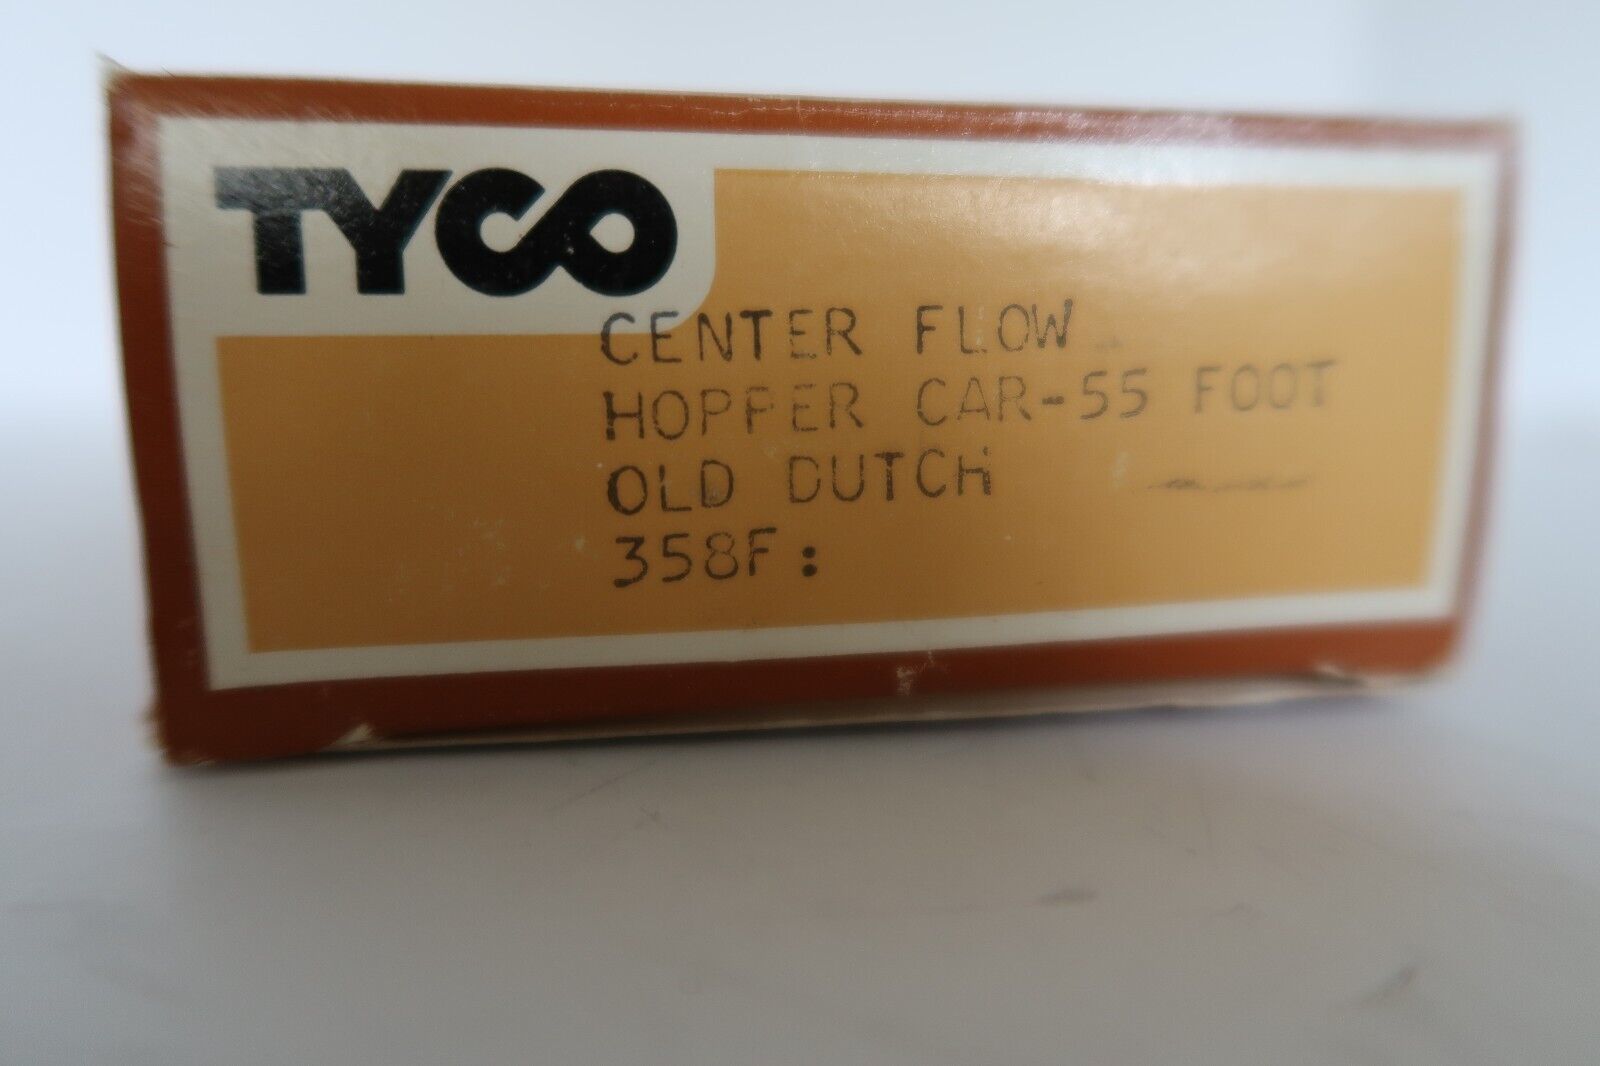 TYCO
CENTER FLOW
HOPPER CAR-55 FOOT
OLD DUTCH
358F: